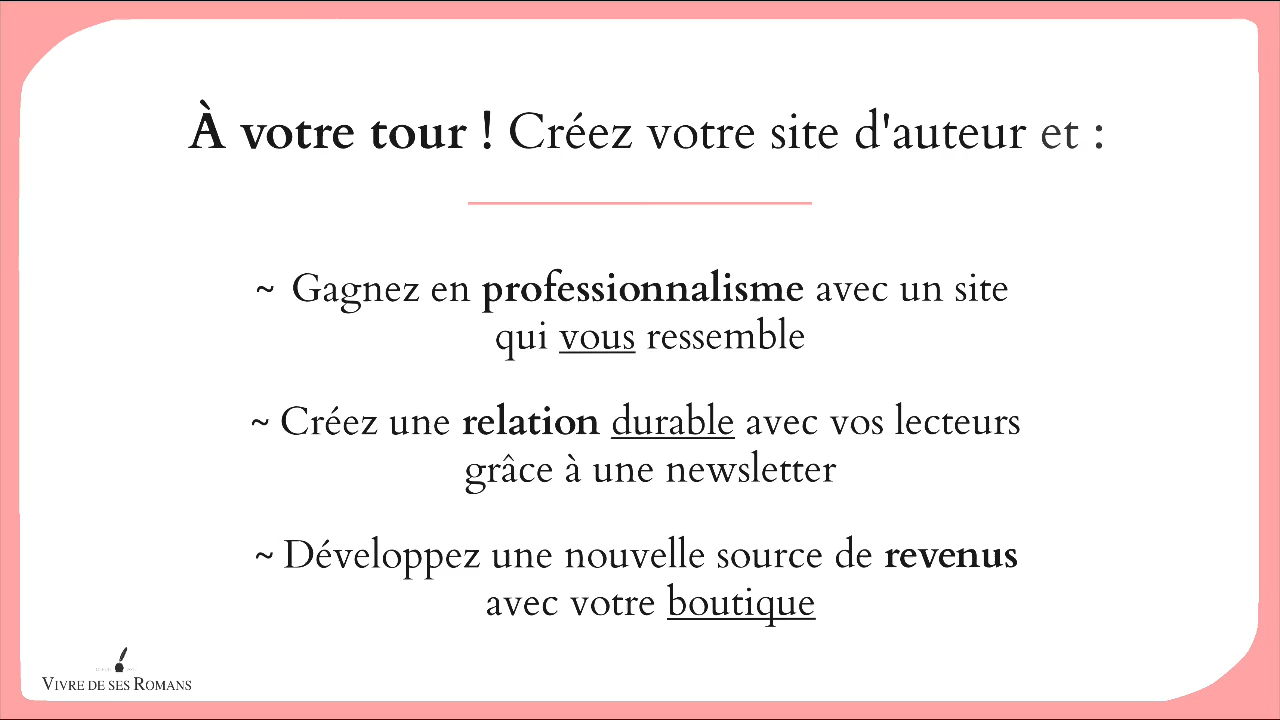 À votre tour ! Créez votre site d'auteur et :
~ Gagnez en professionnalisme avec un site
qui vous ressemble
~ Créez une relation durable avec vos lecteurs
grâce à une newsletter
~ Développez une nouvelle source de revenus
avec votre boutique
VIVRE DE SES ROMANS